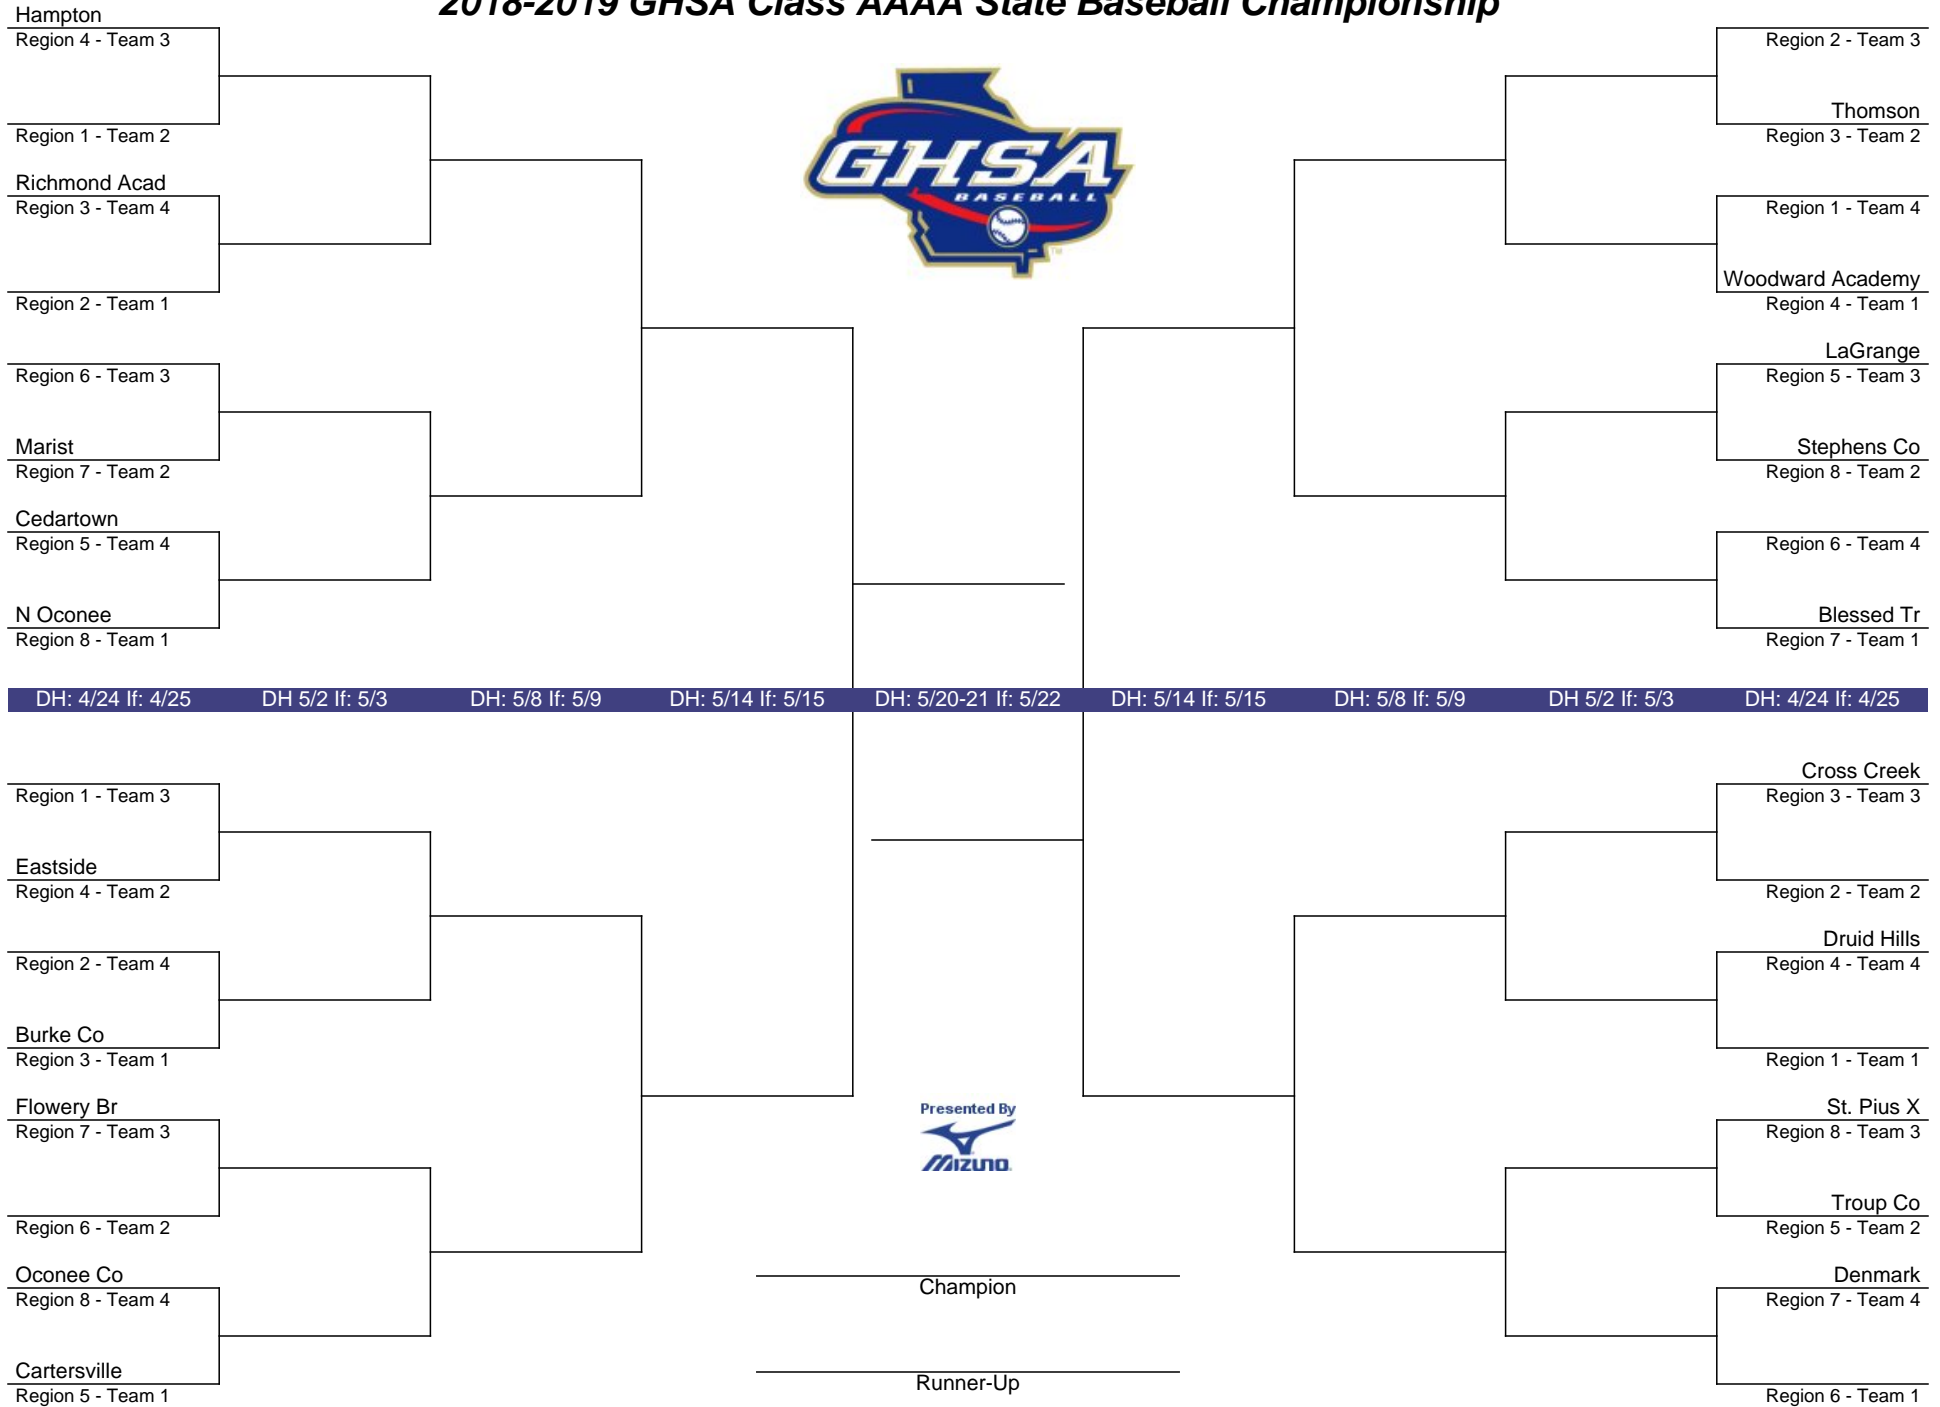 2018-2019 GHSA Class AAAA State Baseball Championship
Hampton
Region 4 - Team 3
Region 1 - Team 2
Richmond Acad
Region 3 - Team 4
Region 2 - Team 1
Region 6 - Team 3
Marist
Region 7 - Team 2
Cedartown
Region 5 - Team 4
N Oconee
Region 8 - Team 1
GHSA
BASEBALL
TM
Region 2 - Team 3
Thomson
Region 3 - Team 2
Region 1 - Team 4
Woodward Academy
Region 4 - Team 1
LaGrange
Region 5 - Team 3
Stephens Co
Region 8 - Team 2
Region 6 - Team 4
Blessed Tr
Region 7 - Team 1
DH: 4/24 If: 4/25 DH 5/2 If: 5/3 DH: 5/8 If: 5/9 DH: 5/14 If: 5/15 DH: 5/20-21 If: 5/22 DH: 5/14 If: 5/15 DH: 5/8 If: 5/9 DH 5/2 If: 5/3 DH: 4/24 If: 4/25
Region 1 - Team 3
Eastside
Region 4 - Team 2
Region 2 - Team 4
Burke Co
Region 3 - Team 1
Flowery Br
Region 7 - Team 3
Region 6 - Team 2
Oconee Co
Region 8 - Team 4
Cartersville
Region 5 - Team 1
Presented By
MIZUNO
Champion
Runner-Up
Cross Creek
Region 3 - Team 3
Region 2 - Team 2
Druid Hills
Region 4 - Team 4
Region 1 - Team 1
St. Pius X
Region 8 - Team 3
Troup Co
Region 5 - Team 2
Denmark
Region 7 - Team 4
Region 6 - Team 1